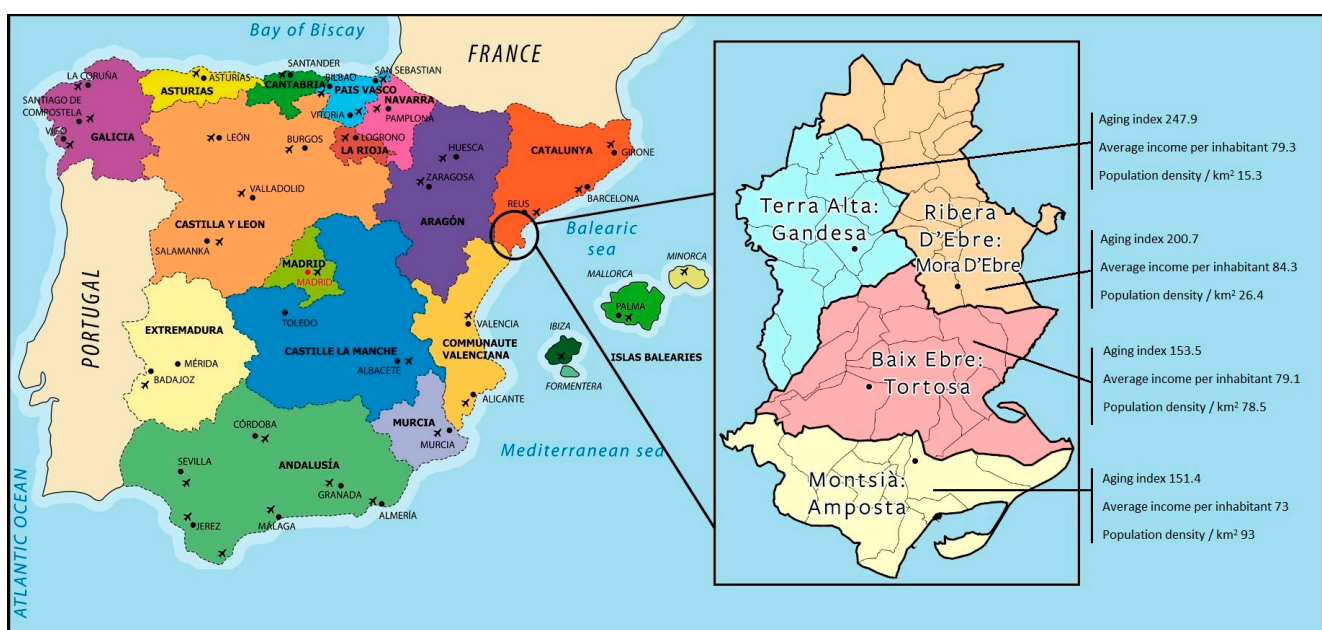 Bay of Biscay
FRANCE
LA CORUÑA
SANTIAGO DE
COMPOSTELA
VIGO
GALICIA
ASTURIAS
ASTURIAS
SANTANDER
CANTABRIA
BILBAO
SAN SEBASTIAN
PAIS VASCO
VITORIA
NAVARRA
PAMPLONA
LEÓN
BURGOS
LOGRONO
LA RIOJA
HUESCA
CATALUNYA
GIRONE
ZARAGOSA
BARCELONA
REUS
VALLADOLID
CASTILLA Y LEON
ARAGÓN
SALAMANKA
Balearic
sea
MADRID
MADRID
MINORCA
MALLORCA
PALMA
PORTUGAL
EXTREMADURA
TOLEDO
VALENCIA
IBIZA
CASTILLE LA MANCHE
COMMUNAUTE
VALENCIANA
ISLAS BALEARIES
MÉRIDA
BADAJOZ
ALBACETE
FORMENTERA
ALICANTE
CÓRDOBA
MURCIA
MURCIA
Mediterranean sea
SEVILLA
ANDALUSÍA
GRANADA
JEREZ
MÁLAGA
ALMERÍA
ATLANTIC OCEAN
Terra Alta:
Gandesa
Ribera
D'Ebre:
Mora D'Ebre
Baix Ebre:
Tortosa
Montsià:
Amposta
Aging index 247.9
Average income per inhabitant 79.3
Population density / km² 15.3
Aging index 200.7
Average income per inhabitant 84.3
Population density / km² 26.4
Aging index 153.5
Average income per inhabitant 79.1
Population density / km² 78.5
Aging index 151.4
Average income per inhabitant 73
Population density / km² 93